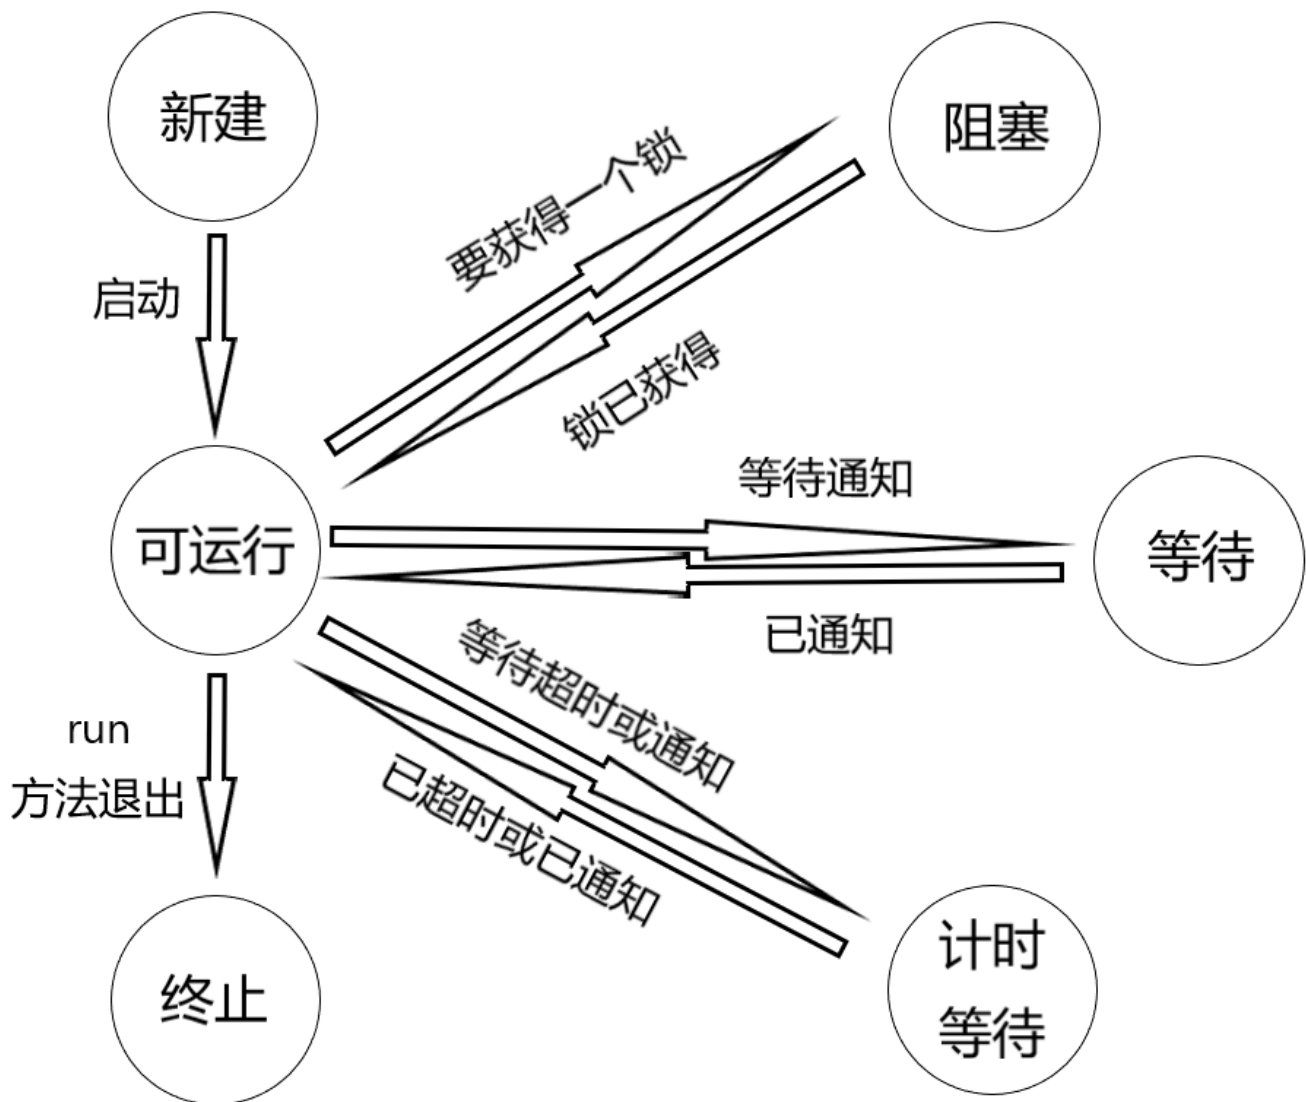 新建
阻塞
要获得一个锁
启动
锁已获得
等待通知
可运行
等待
已通知
等待超时或通知
run
方法退出
已超时或已通知
终止
计时
等待